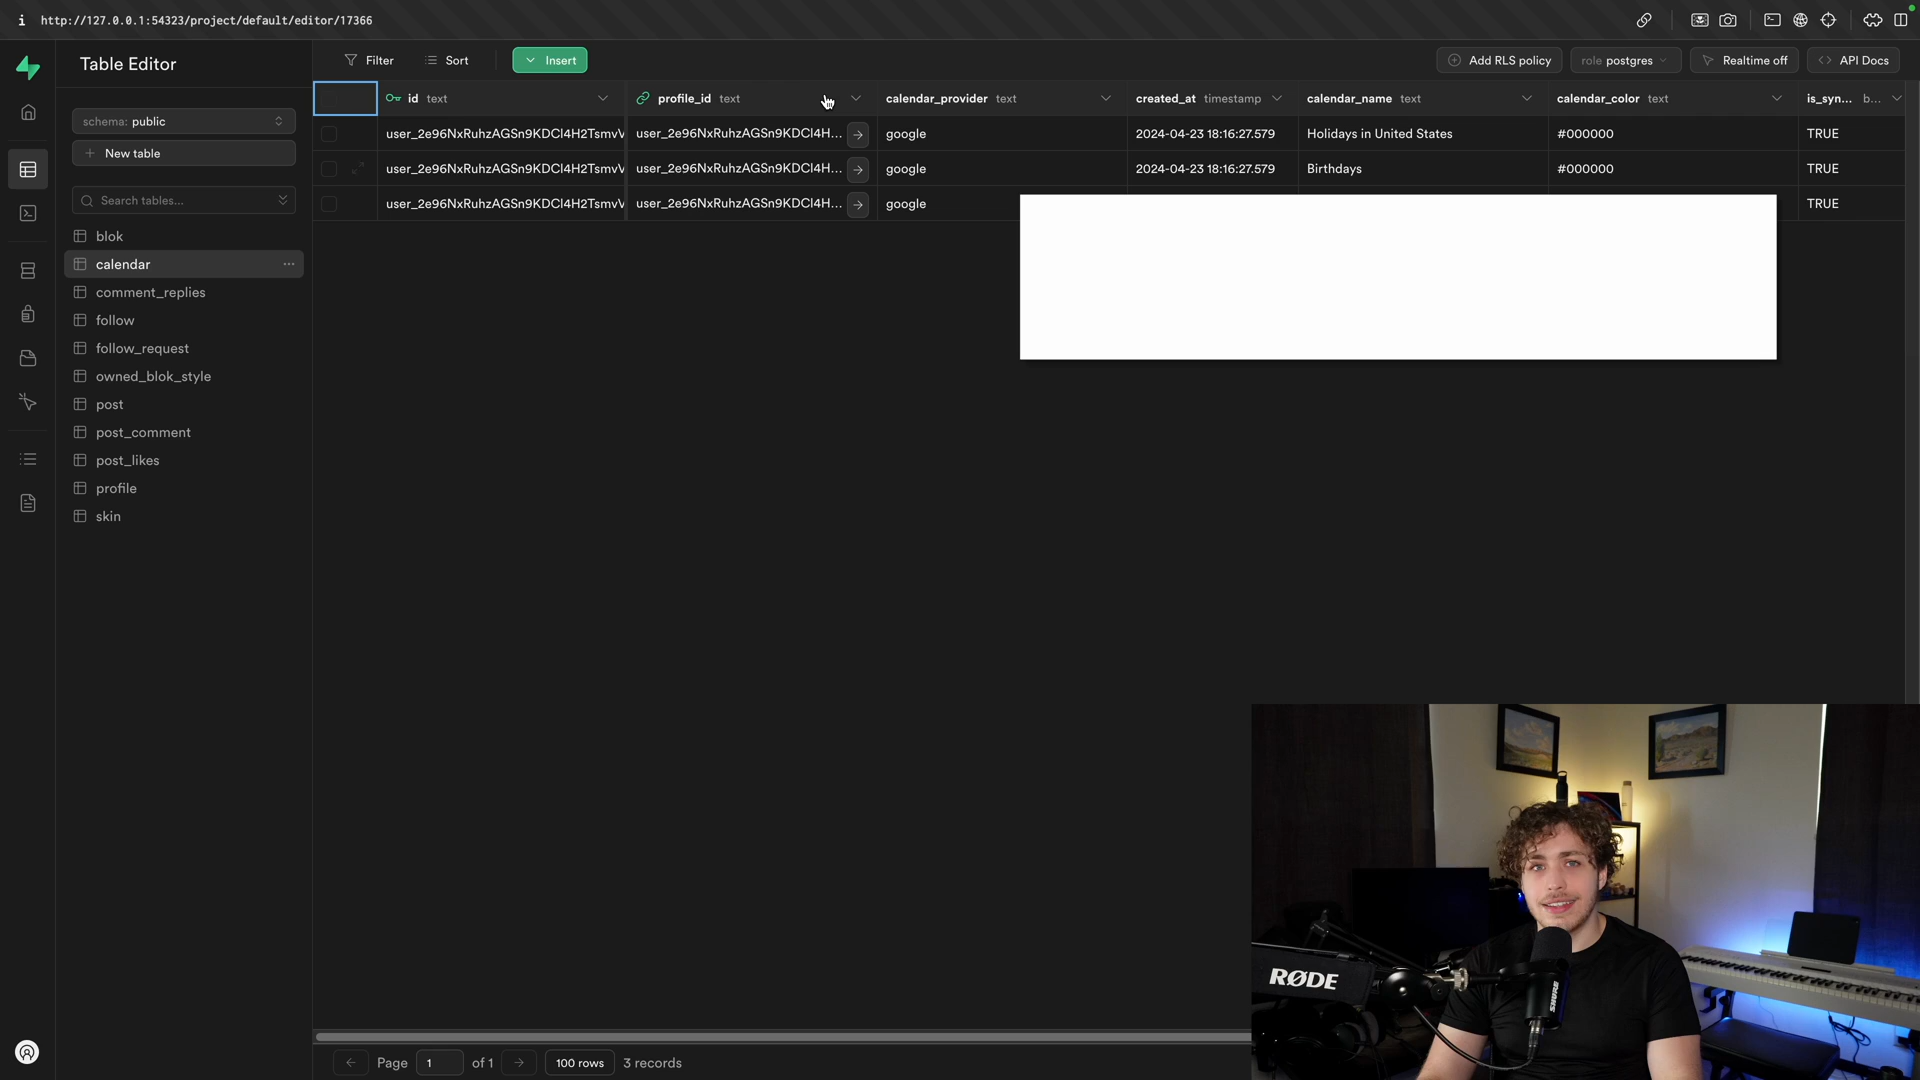 http://127.0.0.1:54323/project/default/editor/17366
Table Editor
Filter
Sort
Insert
Add RLS policy
role postgres
Realtime off
API Docs
schema: public
New table
Search tables...
blok
calendar
comment_replies
follow
follow_request
owned_blok_style
post
post_comment
post_likes
profile
skin
id text profile_id text calendar_provider text created_at timestamp calendar_name text calendar_color text is_syn... b...
user_2e96NxRuhzAGSn9KDCl4H2TsmvV user_2e96NxRuhzAGSn9KDCl4H... google 2024-04-23 18:16:27.579 Holidays in United States #000000 TRUE
user_2e96NxRuhzAGSn9KDCl4H2TsmvV user_2e96NxRuhzAGSn9KDCl4H... google 2024-04-23 18:16:27.579 Birthdays #000000 TRUE
user_2e96NxRuhzAGSn9KDCl4H2TsmvV user_2e96NxRuhzAGSn9KDCl4H... google TRUE
RØDE
SHURE
Page 1 of 1 100 rows 3 records